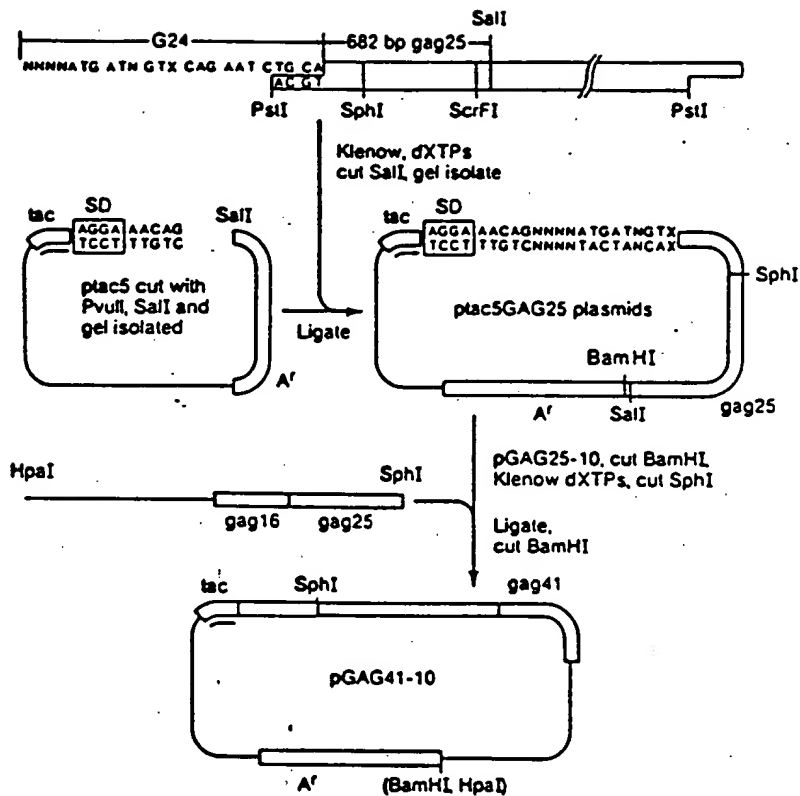 SalI
G24
682 bp gag25
NNNNATG ATN GTX CAG AAT CTG CA
ACGT
PstI
SphI
ScrFI
PstI
Klenow, dXTPs
cut SalI, gel isolate
tac
SD
AGGA AACAG
TCCT TTGTC
SalI
ptac5 cut with
PvuII, SalI and
gel isolated
Ar
Ligate
tac
SD
AGGA AACAGNNNNATGATNGTX
TCCT TTGTCNNNNTACTANCAX
SphI
ptac5GAG25 plasmids
BamHI
Ar
SalI
gag25
HpaI
SphI
gag16
gag25
pGAG25-10, cut BamHI,
Klenow dXTPs, cut SphI
Ligate,
cut BamHI
tac
SphI
gag41
pGAG41-10
Ar
(BamHI, HpaI)